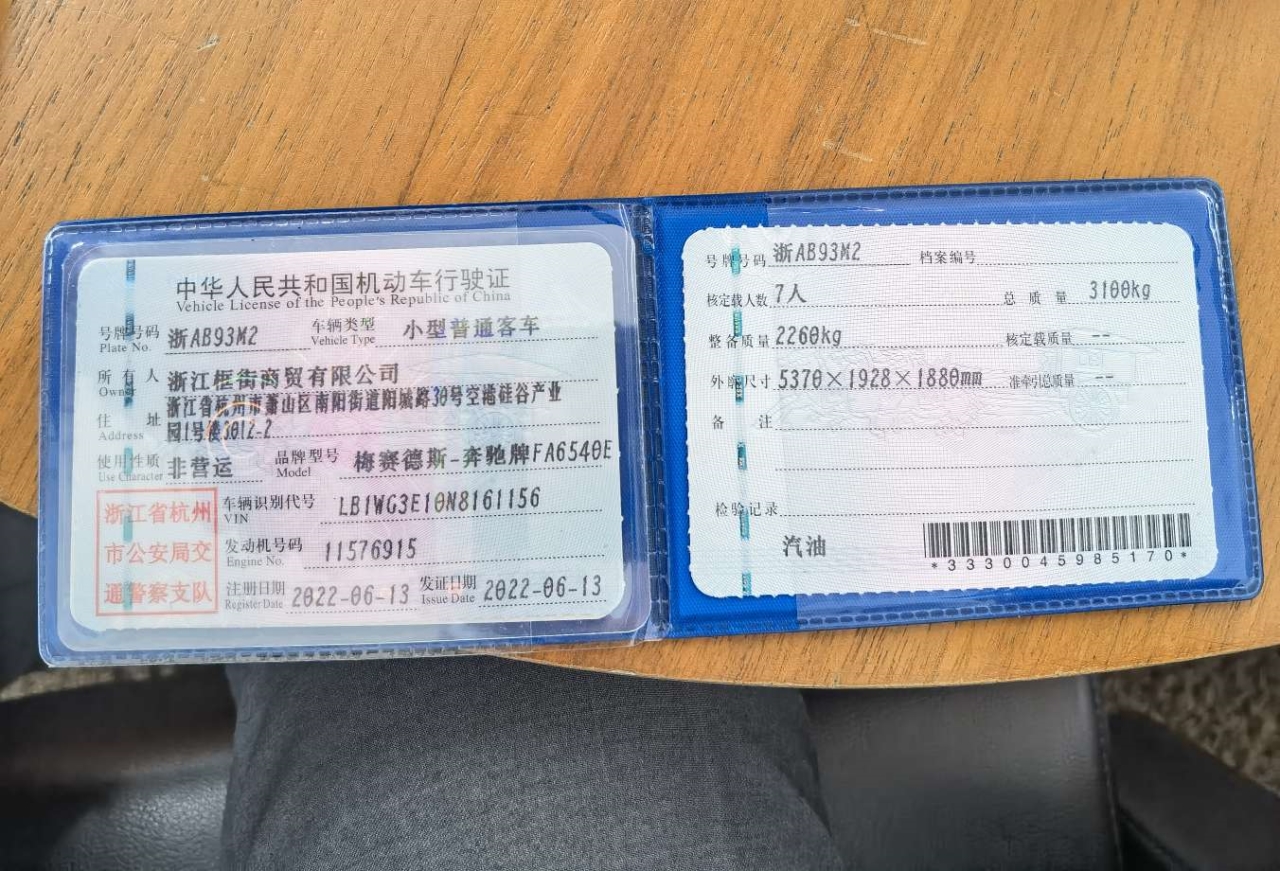 中华人民共和国机动车行驶证
Vehicle License of the People's Republic of China
号牌号码 浙AB93M2 车辆类型 小型普通客车
Plate No. Vehicle Type
所有人 浙江框街商贸有限公司
Owner
住址 浙江省杭州市萧山区南阳街道阳城路30号空港硅谷产业
Address 园1号楼3012-2
使用性质 非营运 品牌型号 梅赛德斯-奔驰牌FA6540E
Use Character Model
浙江省杭州
市公安局交
通警察支队
车辆识别代号 LB1WG3E10N8161156
VIN
发动机号码 11576915
Engine No.
注册日期 2022-06-13 发证日期 2022-06-13
Register Date Issue Date
号牌号码 浙AB93M2 档案编号
核定载人数 7人 总质量 3100kg
整备质量 2260kg 核定载质量 --
外廓尺寸 5370×1928×1880mm 准牵引总质量 --
备注
检验记录
汽油
*3330045985170*